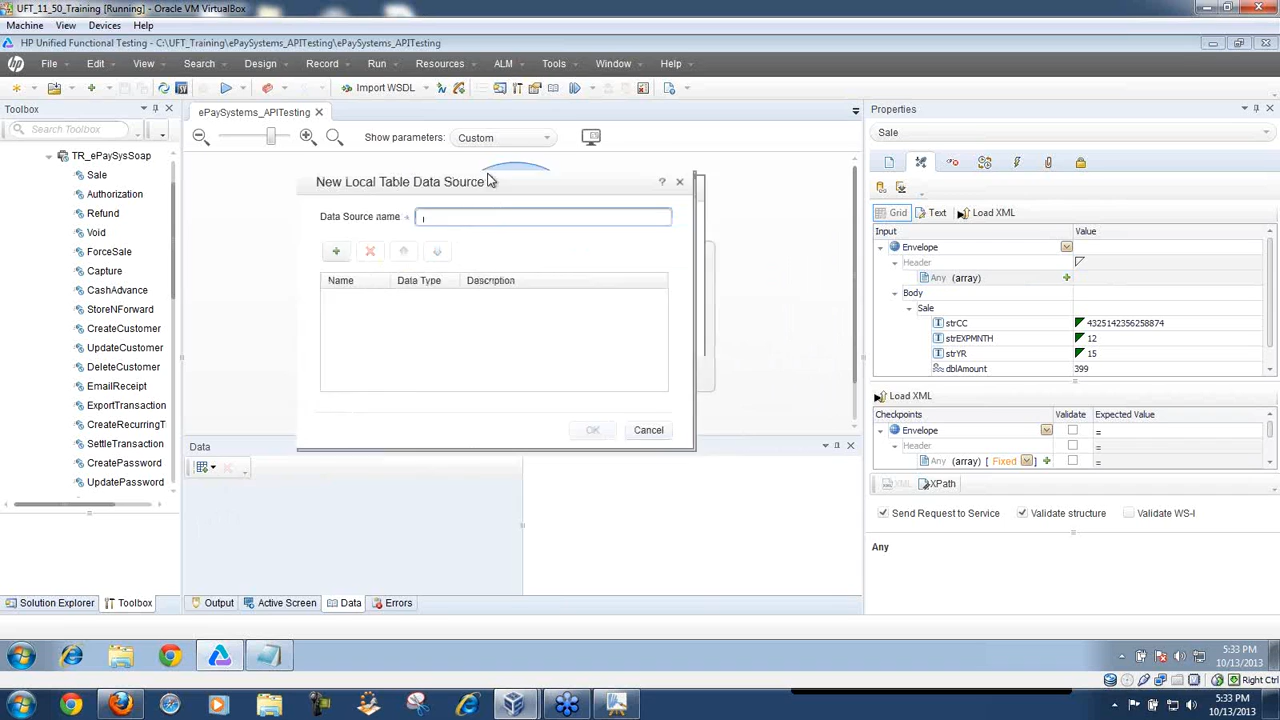 UFT_11_50_Training [Running] - Oracle VM VirtualBox
Machine View Devices Help
HP Unified Functional Testing - C:\UFT_Training\ePaySystems_APITesting\ePaySystems_APITesting
hp File Edit View Search Design Record Run Resources ALM Tools Window Help
Import WSDL
Toolbox
ePaySystems_APITesting
Properties
Search Toolbox
Show parameters: Custom
Sale
TR_ePaySysSoap
Sale
Authorization
Refund
Void
ForceSale
Capture
CashAdvance
StoreNForward
CreateCustomer
UpdateCustomer
DeleteCustomer
EmailReceipt
ExportTransaction
CreateRecurringT
SettleTransaction
CreatePassword
UpdatePassword
New Local Table Data Source
? ×
Data Source name *
Name Data Type Description
OK Cancel
Grid Text Load XML
Input Value
Envelope
Header
Any (array)
Body
Sale
strCC 4325142356258874
strEXPMNTH 12
strYR 15
dblAmount 399
Load XML
Checkpoints Validate Expected Value
Envelope =
Header =
Any (array) [ Fixed ] =
XML XPath
Send Request to Service Validate structure Validate WS-I
Any
Data
Solution Explorer Toolbox
Output Active Screen Data Errors
5:33 PM
10/13/2013
Right Ctrl
5:33 PM
10/13/2013